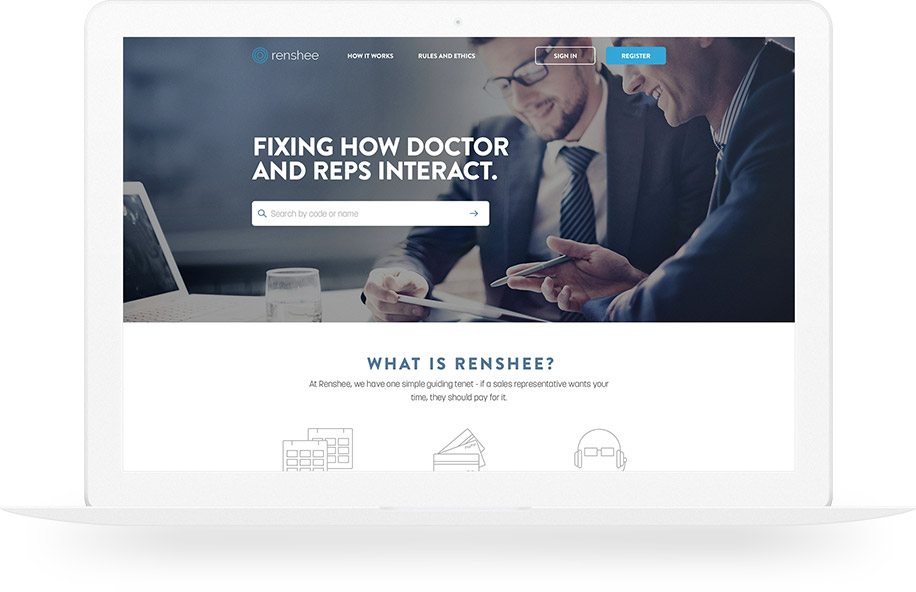 renshee
HOW IT WORKS
RULES AND ETHICS
SIGN IN
REGISTER
FIXING HOW DOCTOR
AND REPS INTERACT.
Search by code or name
WHAT IS RENSHEE?
At Renshee, we have one simple guiding tenet - if a sales representative wants your
time, they should pay for it.